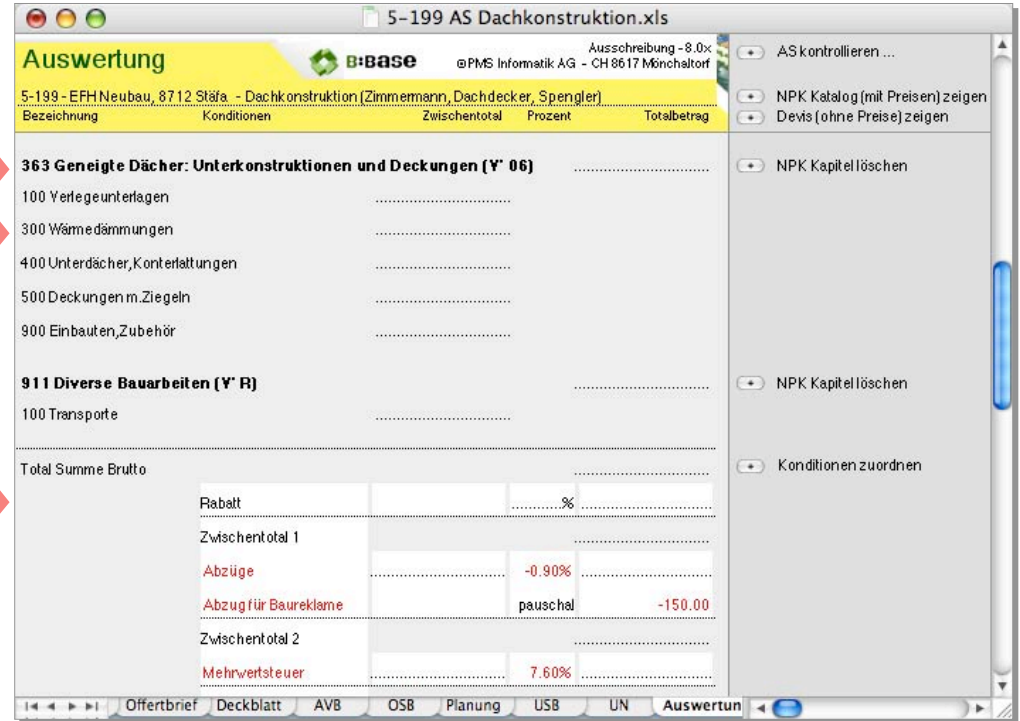 5-199 AS Dachkonstruktion.xls
Auswertung
B:BASE
Ausschreibung - 8.0x
©PMS Informatik AG - CH 8617 Mönchaltorf
AS kontrollieren ...
5-199 - EFH Neubau, 8712 Stäfa - Dachkonstruktion (Zimmermann, Dachdecker, Spengler)
NPK Katalog (mit Preisen) zeigen
Bezeichnung Konditionen Zwischentotal Prozent Totalbetrag
Devis (ohne Preise) zeigen
363 Geneigte Dächer: Unterkonstruktionen und Deckungen (Y' 06) ..............................
NPK Kapitel löschen
100 Verlegeunterlagen ..............................
300 Wärmedämmungen ..............................
400 Unterdächer,Konterlattungen ..............................
500 Deckungen m.Ziegeln ..............................
900 Einbauten,Zubehör ..............................
911 Diverse Bauarbeiten (Y' R) ..............................
NPK Kapitel löschen
100 Transporte ..............................
Total Summe Brutto ..............................
Konditionen zuordnen
Rabatt ...........% .............................
Zwischentotal 1 ..............................
Abzüge .............................. -0.90% .............................
Abzug für Baureklame pauschal -150.00
Zwischentotal 2 ..............................
Mehrwertsteuer .............................. 7.60% .............................
Offertbrief Deckblatt AVB OSB Planung USB UN Auswertun